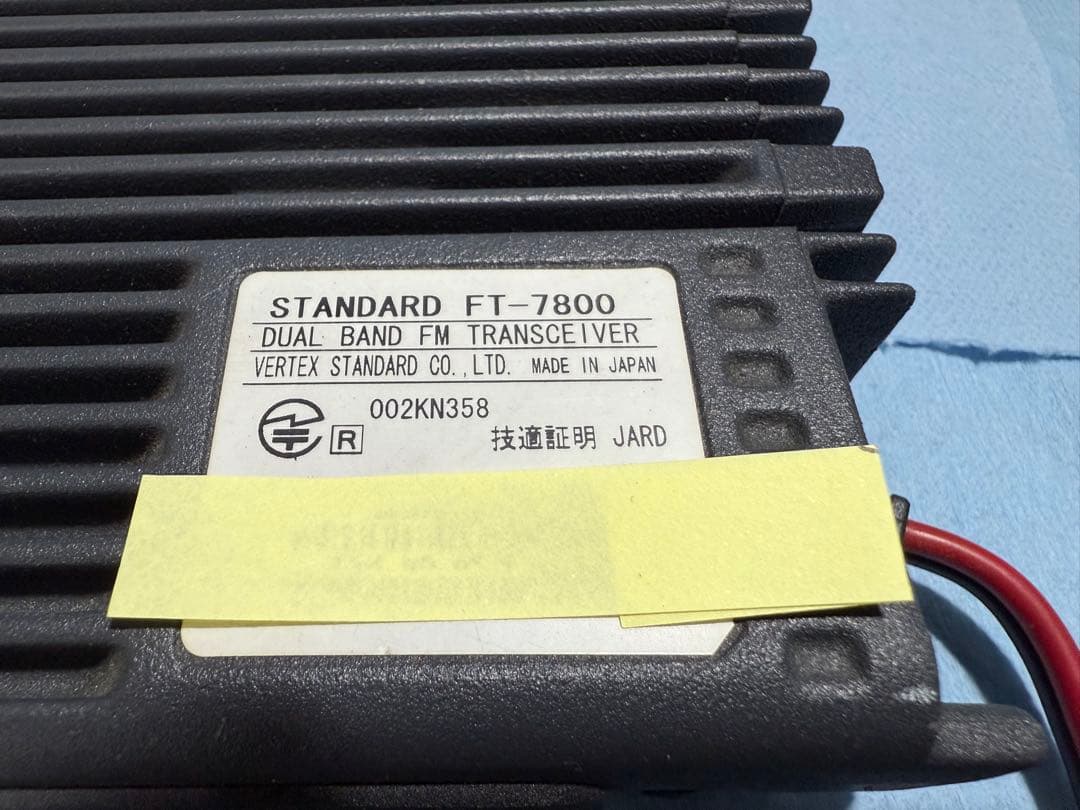 STANDARD FT-7800
DUAL BAND FM TRANSCEIVER
VERTEX STANDARD CO.,LTD. MADE IN JAPAN
002KN358
R 技適証明 JARD